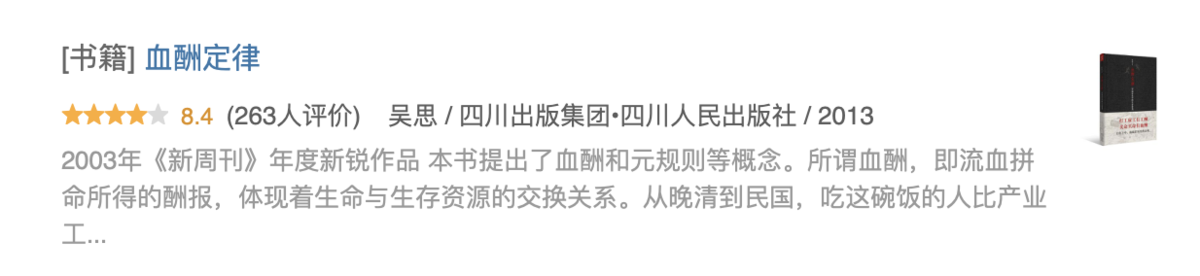 [书籍] 血酬定律
8.4 (263人评价) 吴思 / 四川出版集团•四川人民出版社 / 2013
2003年《新周刊》年度新锐作品 本书提出了血酬和元规则等概念。所谓血酬，即流血拼
命所得的酬报，体现着生命与生存资源的交换关系。从晚清到民国，吃这碗饭的人比产业
工...